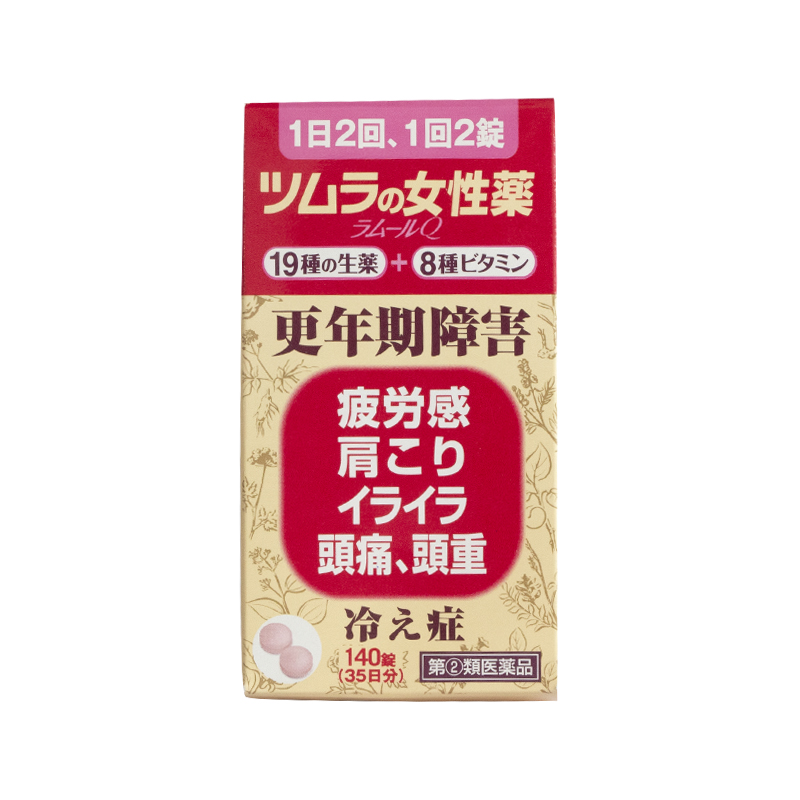 1日2回、1回2錠
ツムラの女性薬
ラムールQ
19種の生薬 + 8種ビタミン
更年期障害
疲労感
肩こり
イライラ
頭痛、頭重
冷え症
140錠
(35日分)
指②類医薬品